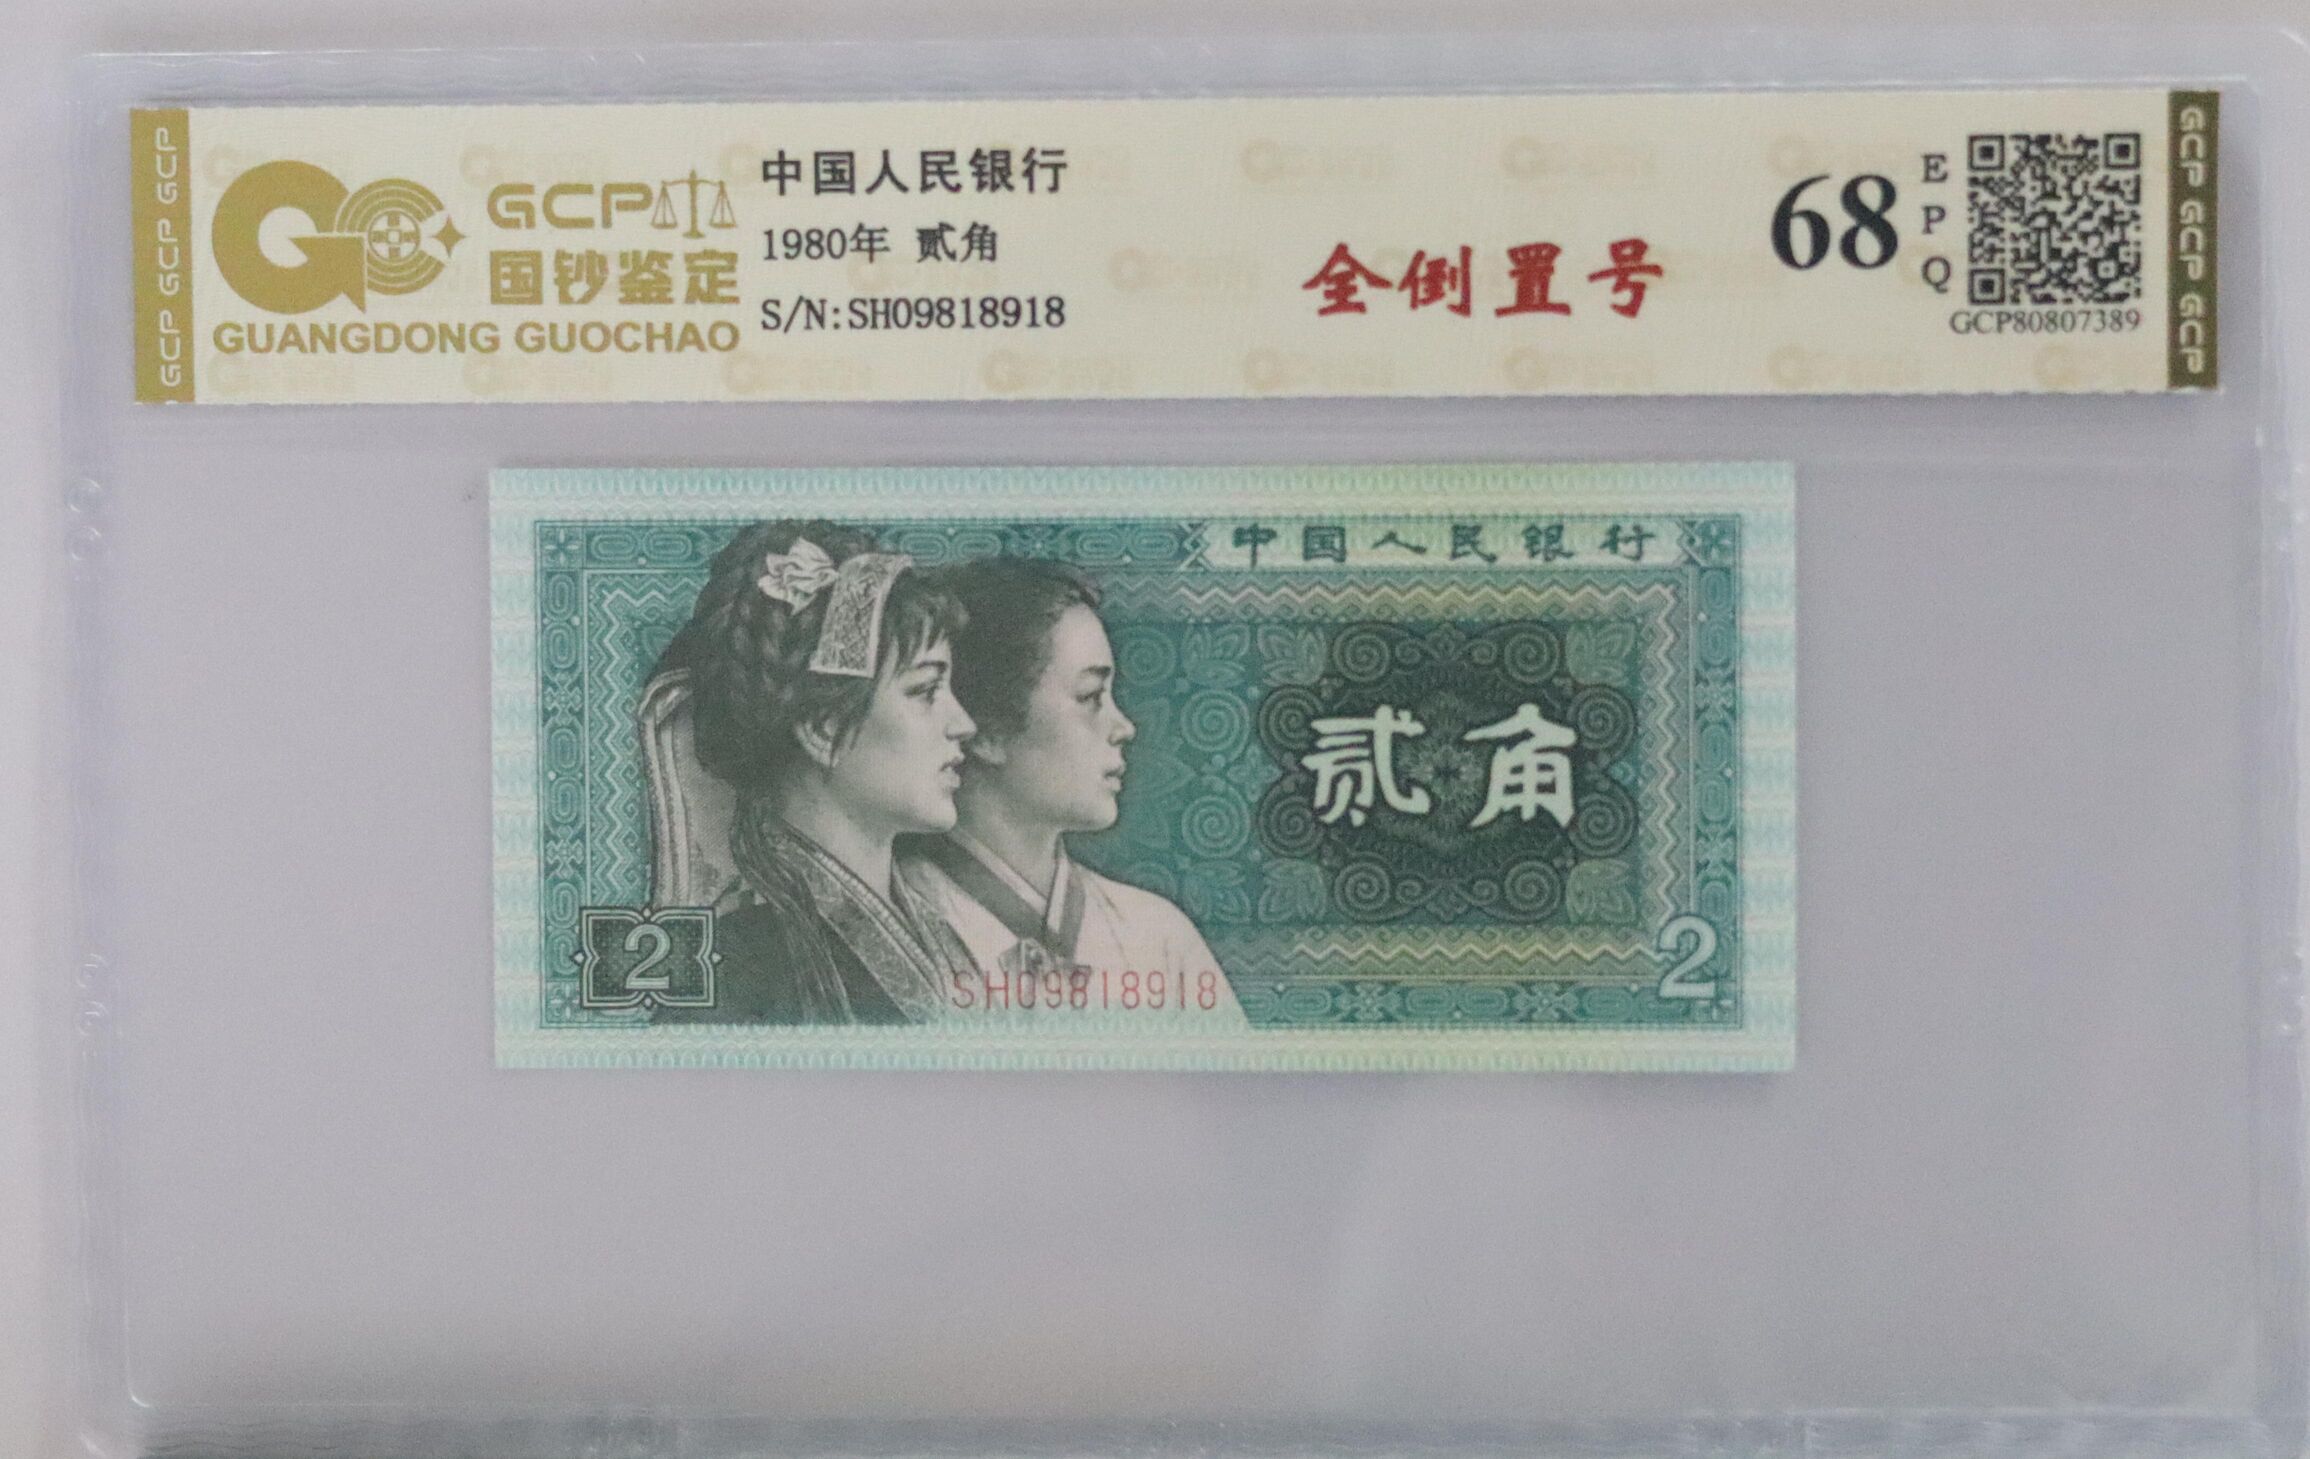 GCP GCP GCP
GCP
国钞鉴定
GUANGDONG GUOCHAO
中国人民银行
1980年 贰角
S/N:SH09818918
全倒置号
68
E
P
Q
GCP80807389
GCP GCP GCP
中国人民银行
贰角
2
SH09818918
2